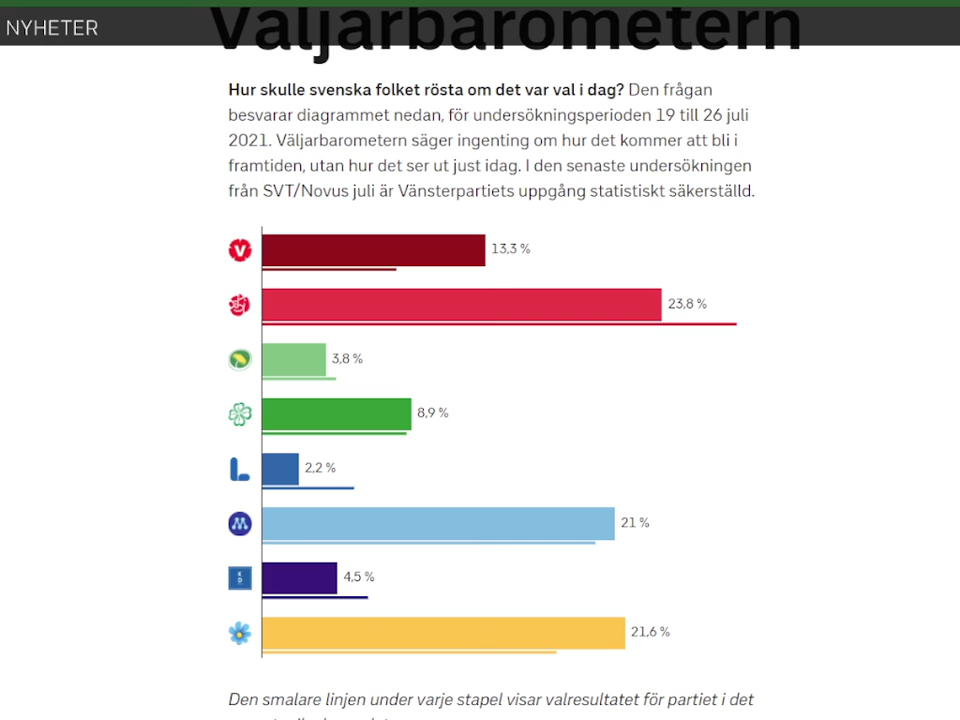 Väljarbarometern
NYHETER
Hur skulle svenska folket rösta om det var val i dag? Den frågan
besvarar diagrammet nedan, för undersökningsperioden 19 till 26 juli
2021. Väljarbarometern säger ingenting om hur det kommer att bli i
framtiden, utan hur det ser ut just idag. I den senaste undersökningen
från SVT/Novus juli är Vänsterpartiets uppgång statistiskt säkerställd.
V
13,3 %
23,8 %
3,8 %
8,9 %
L
2,2 %
M
21 %
K
D
4,5 %
21,6 %
Den smalare linjen under varje stapel visar valresultatet för partiet i det